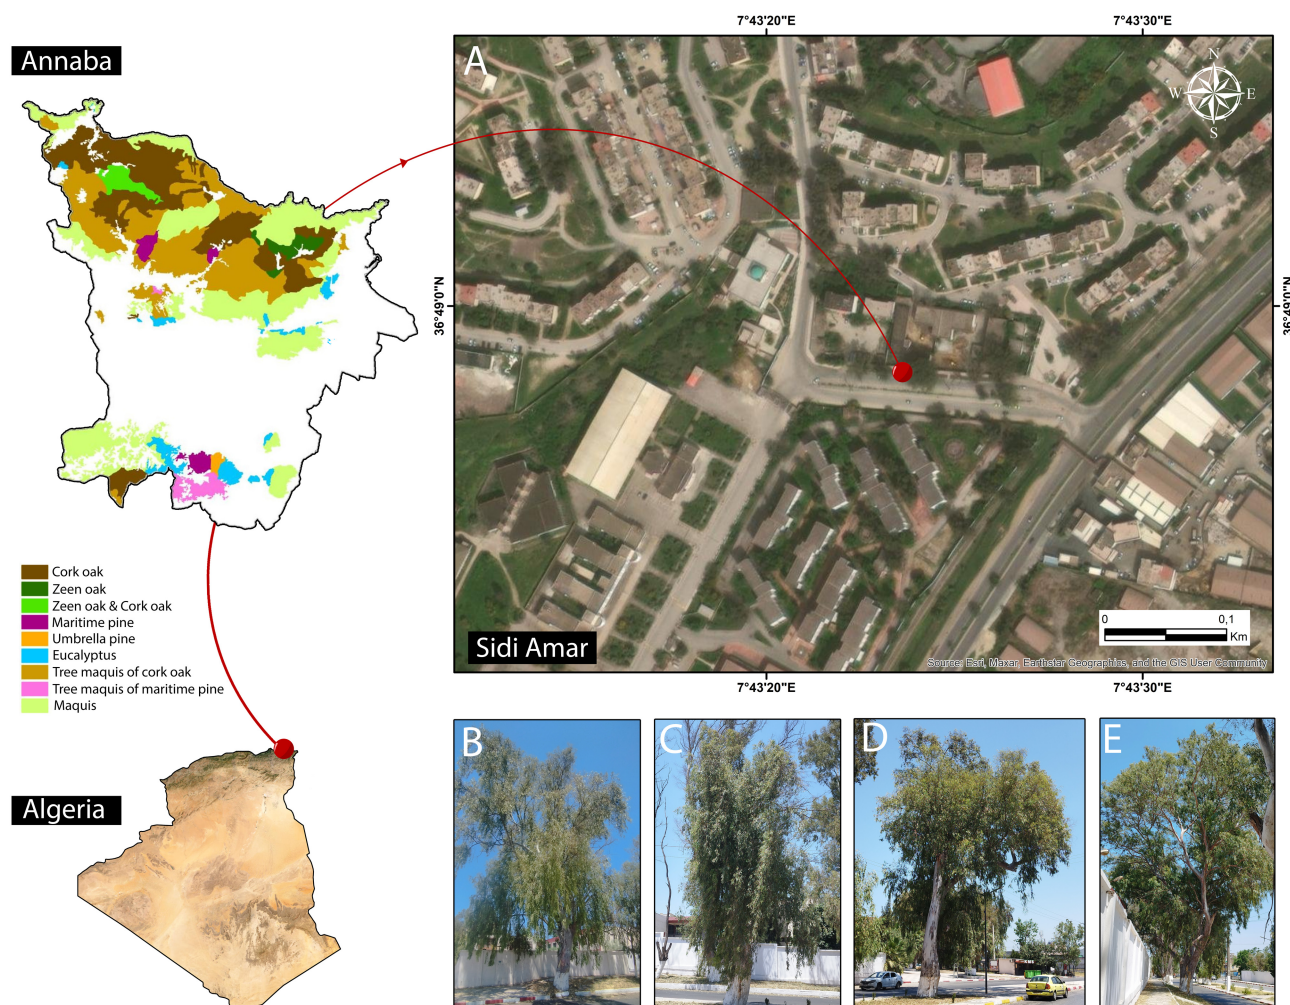 Annaba
7°43'20"E
7°43'30"E
A
N
W
E
S
36°49'0"N
36°49'0"N
Cork oak
Zeen oak
Zeen oak & Cork oak
Maritime pine
Umbrella pine
Eucalyptus
Tree maquis of cork oak
Tree maquis of maritime pine
Maquis
Sidi Amar
0
0,1
Km
Source: Esri, Maxar, Earthstar Geographics, and the GIS User Community
7°43'20"E
7°43'30"E
Algeria
B
C
D
E